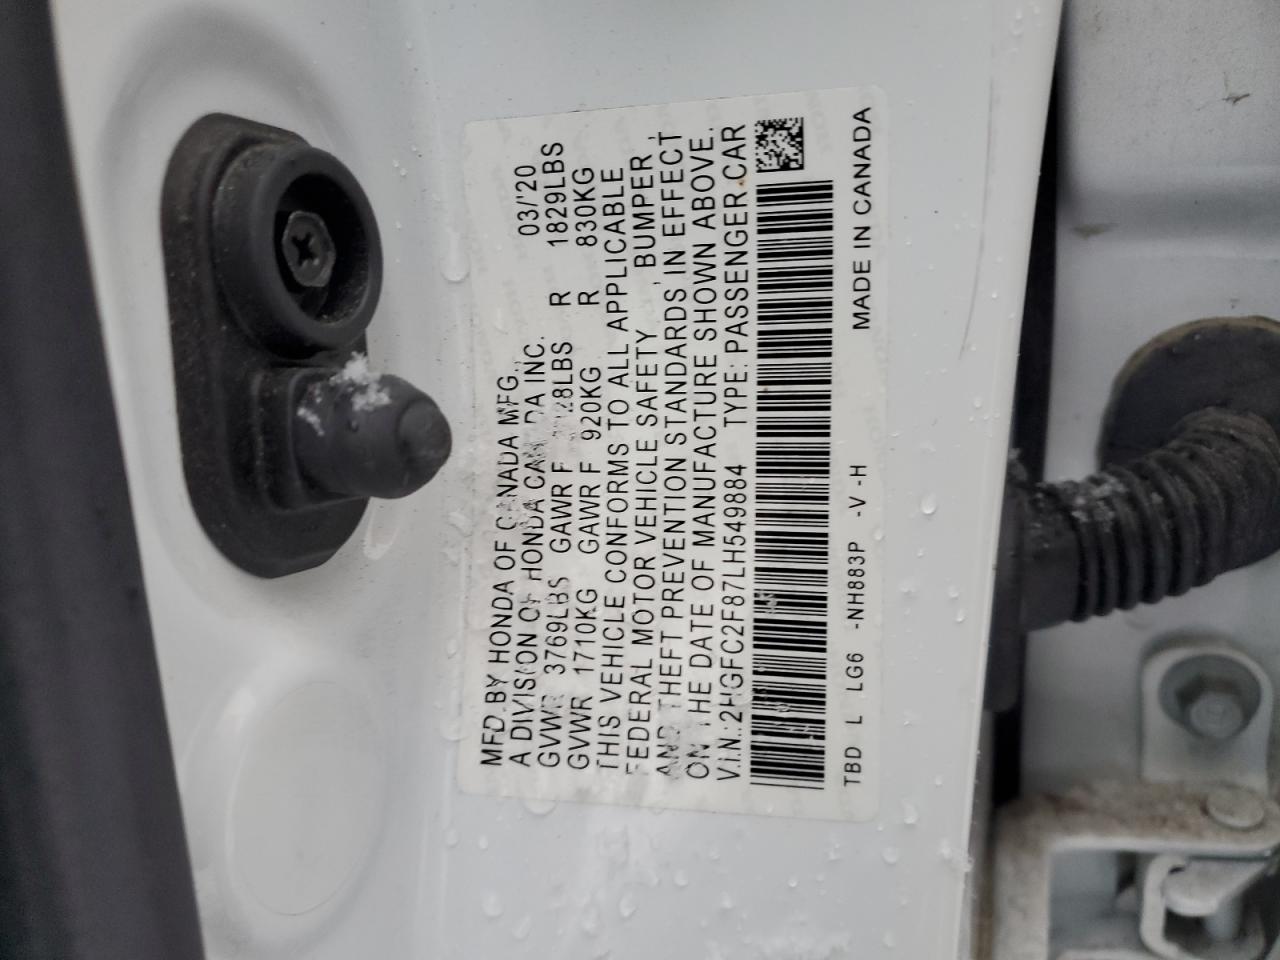 MFD.BY HONDA OF CANADA MFG., 03/'20
A DIVISION OF HONDA CANADA INC.
GVWR 3769LBS GAWR F R 1829LBS
GVWR 1710KG GAWR F 920KG R 830KG
THIS VEHICLE CONFORMS TO ALL APPLICABLE
FEDERAL MOTOR VEHICLE SAFETY , BUMPER ,
AND THEFT PREVENTION STANDARDS IN EFFECT
ON THE DATE OF MANUFACTURE SHOWN ABOVE.
V.I.N.:2HGFC2F87LH549884 TYPE: PASSENGER CAR
TBD L LG6 -NH883P -V-H MADE IN CANADA